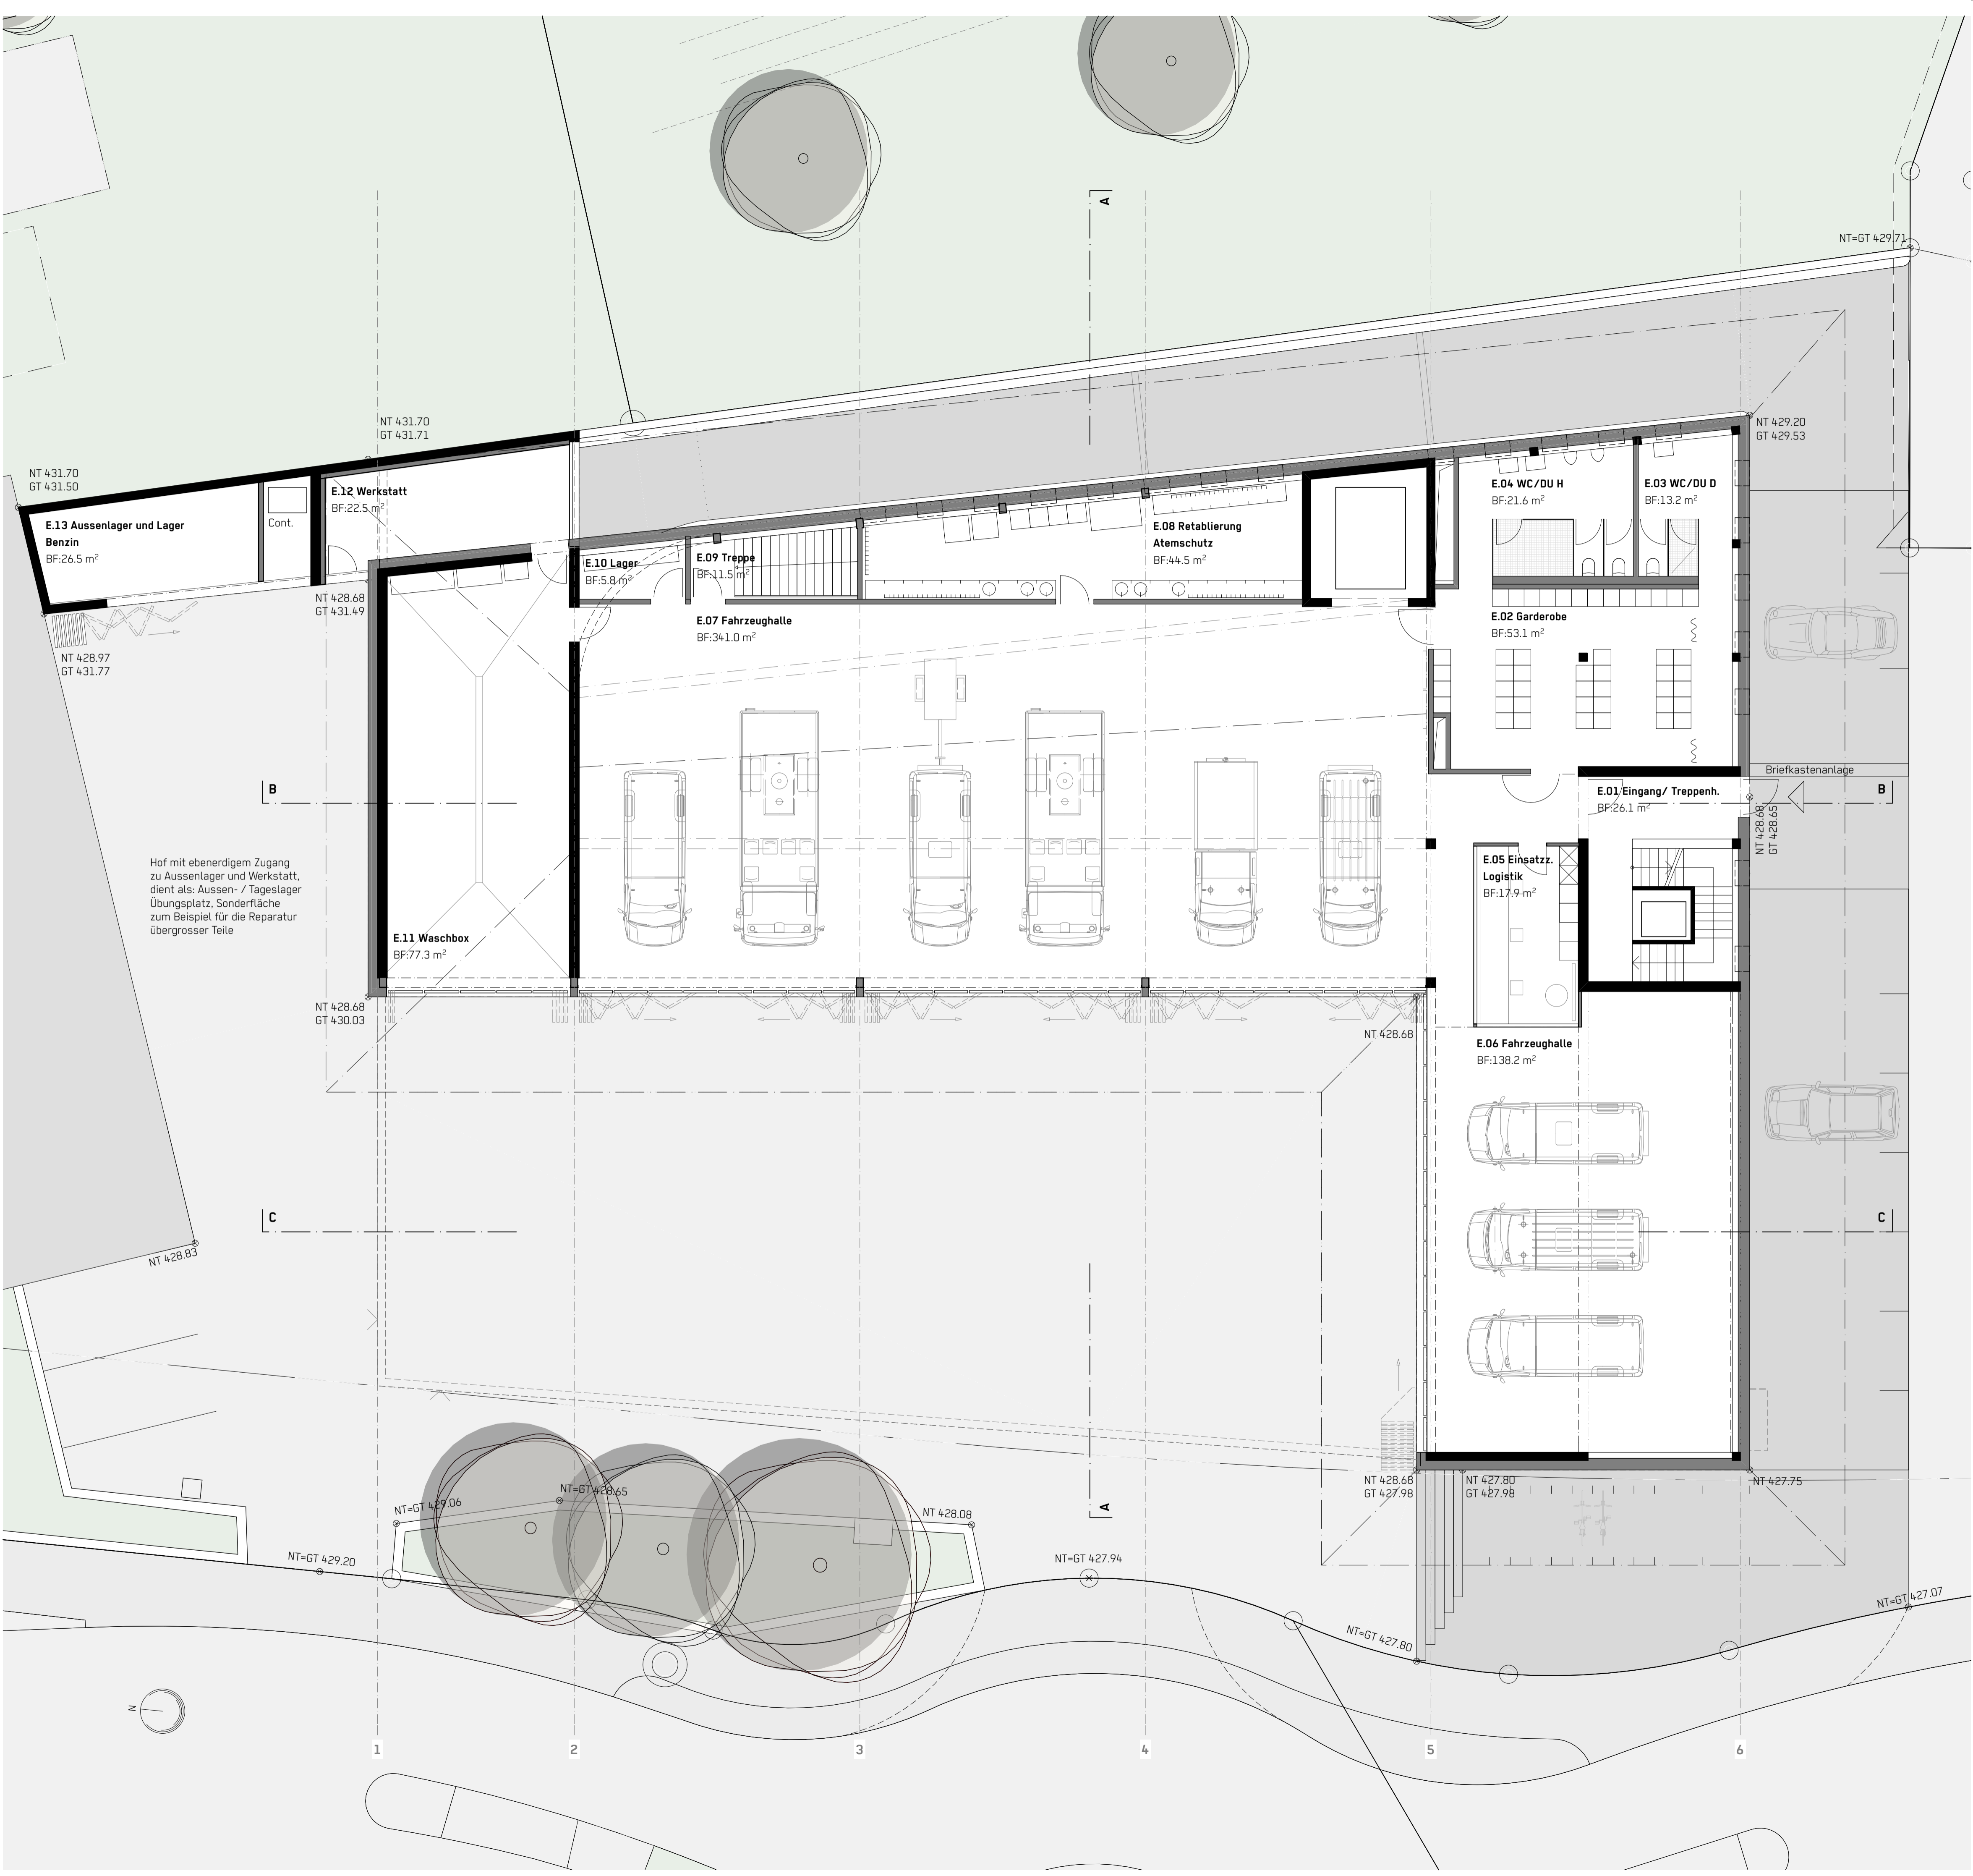 A
NT=GT 429.71
NT 431.70
GT 431.71
NT 429.20
GT 429.53
NT 431.70
GT 431.50
E.12 Werkstatt
BF:22.5 m²
E.04 WC/DU H
BF:21.6 m²
E.03 WC/DU D
BF:13.2 m²
E.13 Aussenlager und Lager
Benzin
BF:26.5 m²
Cont.
E.08 Retablierung
Atemschutz
BF:44.5 m²
E.10 Lager
BF:5.8 m²
E.09 Treppe
BF:11.5 m²
NT 428.68
GT 431.49
E.07 Fahrzeughalle
BF:341.0 m²
E.02 Garderobe
BF:53.1 m²
NT 428.97
GT 431.77
Briefkastenanlage
B
E.01 Eingang/ Treppenh.
BF:26.1 m²
B
NT 428.68
GT 428.65
Hof mit ebenerdigem Zugang
zu Aussenlager und Werkstatt,
dient als: Aussen- / Tageslager
Übungsplatz, Sonderfläche
zum Beispiel für die Reparatur
übergrosser Teile
E.05 Einsatzz.
Logistik
BF:17.9 m²
E.11 Waschbox
BF:77.3 m²
NT 428.68
GT 430.03
NT 428.68
E.06 Fahrzeughalle
BF:138.2 m²
C
C
NT 428.83
NT 428.68
GT 427.98
NT 427.80
GT 427.98
NT 427.75
NT=GT 429.06
NT=GT 428.65
NT 428.08
A
NT=GT 429.20
NT=GT 427.94
NT=GT 427.80
NT=GT 427.07
N
1
2
3
4
5
6